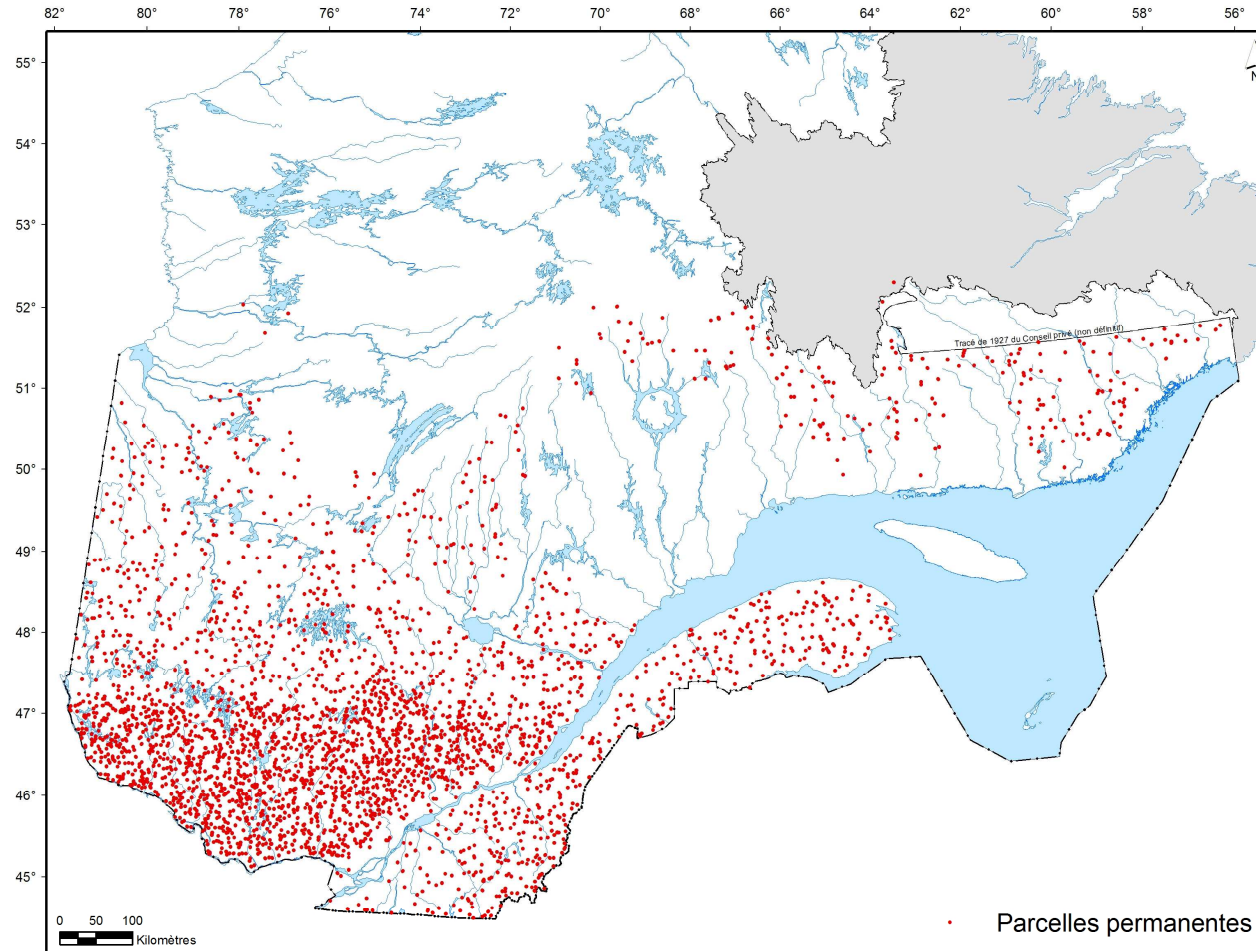 82 80 78 76 74 72 70 68 66 64 62 60 58 56
55°
N
54°
53°
52°
Tracé de 1927 du Conseil privé (non définitif)
51°
50°
49°
48°
47°
46°
45°
0 50 100
Kilomètres
Parcelles permanentes